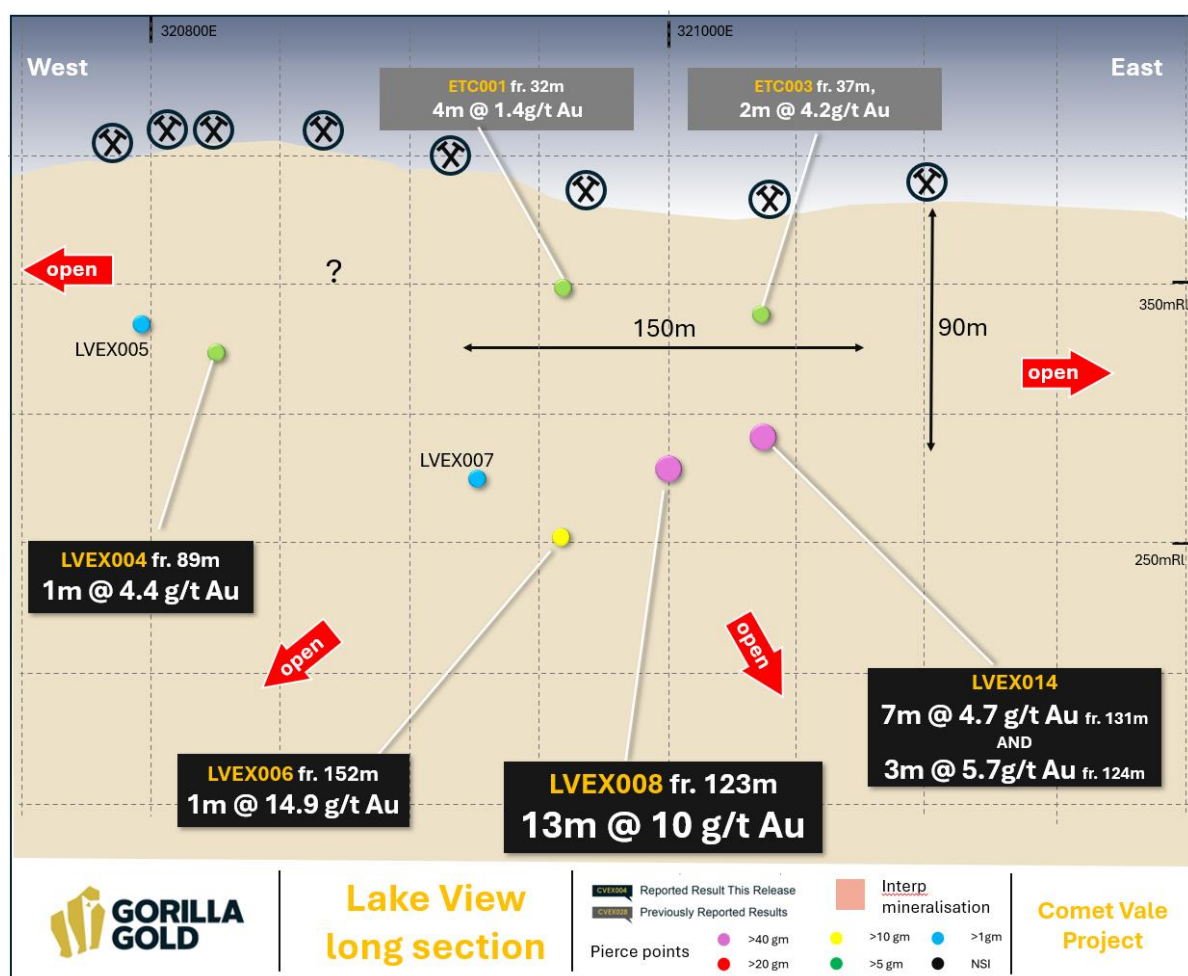 320800E
321000E
West
East
ETC001 fr. 32m
4m @ 1.4g/t Au
ETC003 fr. 37m,
2m @ 4.2g/t Au
open
?
350mRL
150m
90m
LVEX005
open
LVEX007
250mRL
LVEX004 fr. 89m
1m @ 4.4 g/t Au
open
open
LVEX014
7m @ 4.7 g/t Au fr. 131m
AND
3m @ 5.7g/t Au fr. 124m
LVEX006 fr. 152m
1m @ 14.9 g/t Au
LVEX008 fr. 123m
13m @ 10 g/t Au
GORILLA
GOLD
Lake View
long section
CVEX004 Reported Result This Release
CVEX028 Previously Reported Results
Interp
mineralisation
Pierce points
>40 gm
>10 gm
>1gm
>20 gm
>5 gm
NSI
Comet Vale
Project